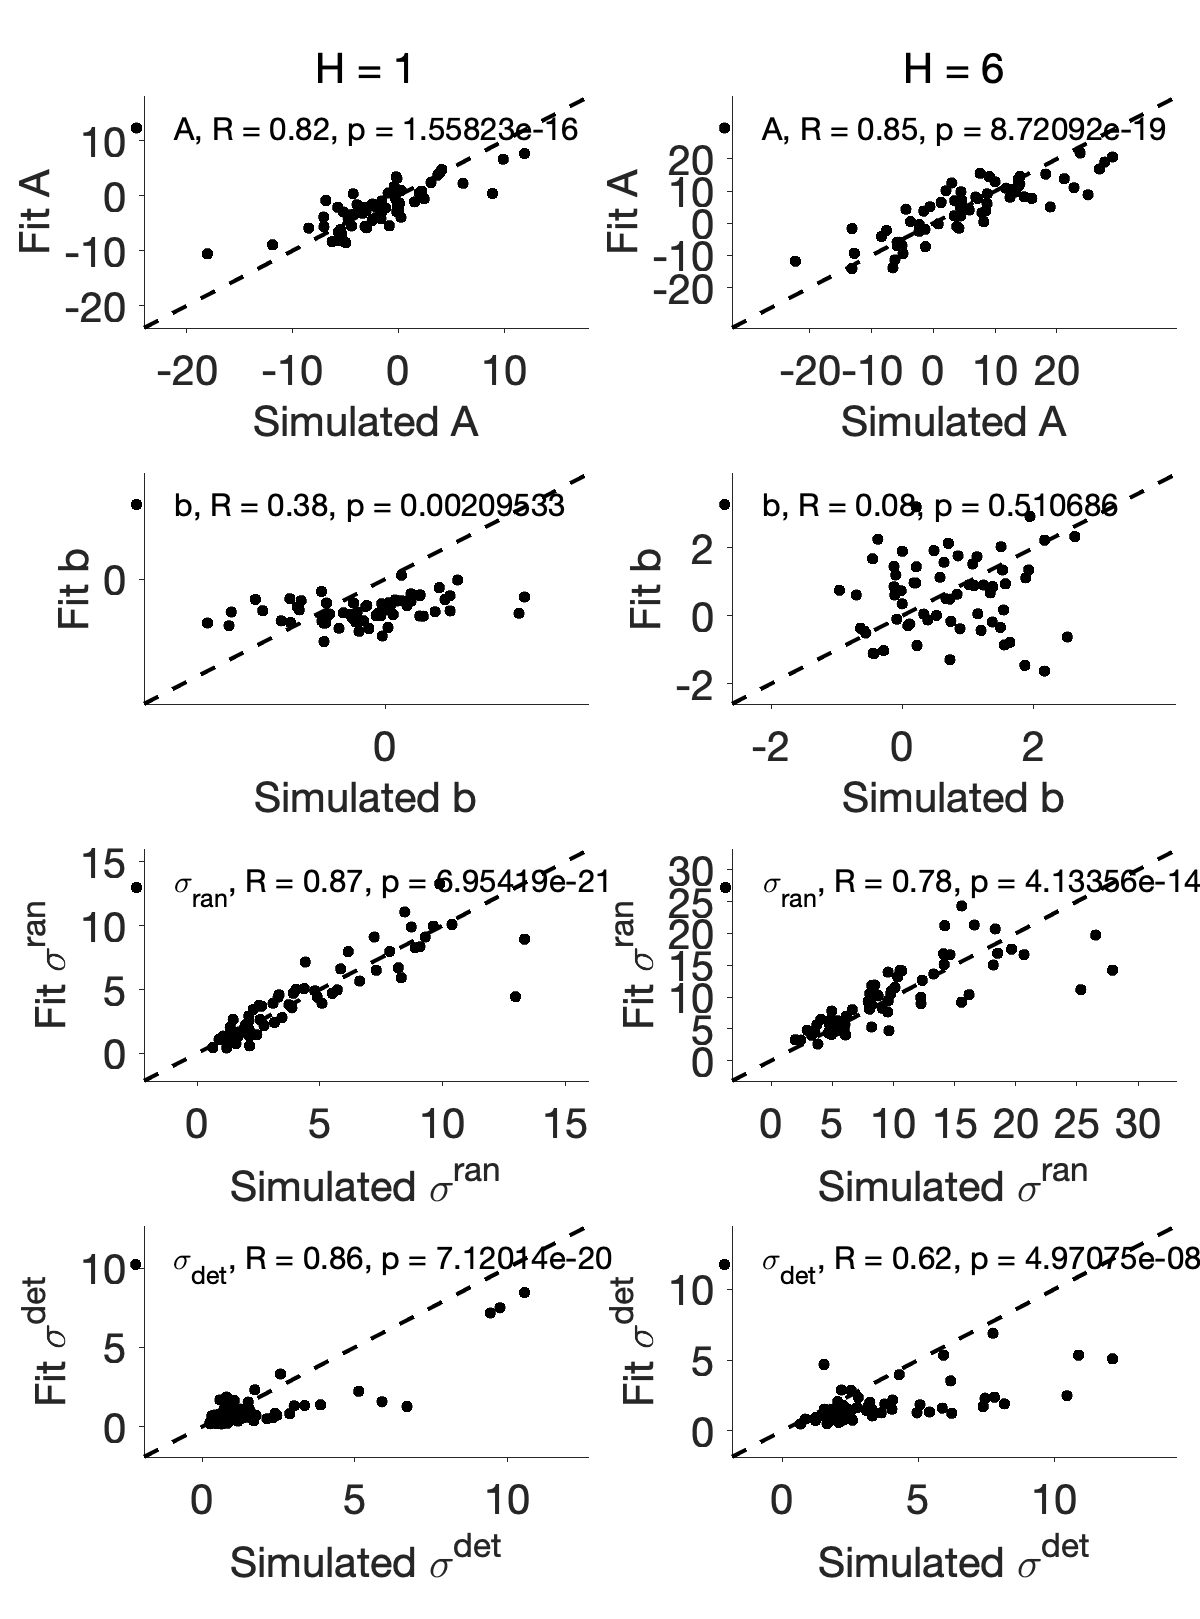 H = 1
H = 6
A, R = 0.82, p = 1.55823e-16
10
0
-10
-20
Fit A
-20 -10 0 10
Simulated A
A, R = 0.85, p = 8.72092e-19
20
10
0
-10
-20
Fit A
-20 -10 0 10 20
Simulated A
b, R = 0.38, p = 0.00209533
0
Fit b
0
Simulated b
b, R = 0.08, p = 0.510686
2
0
-2
Fit b
-2 0 2
Simulated b
σran, R = 0.87, p = 6.95419e-21
15
10
5
0
Fit σran
0 5 10 15
Simulated σran
σran, R = 0.78, p = 4.13356e-14
30
25
20
15
10
5
0
Fit σran
0 5 10 15 20 25 30
Simulated σran
σdet, R = 0.86, p = 7.12014e-20
10
5
0
Fit σdet
0 5 10
Simulated σdet
σdet, R = 0.62, p = 4.97075e-08
10
5
0
Fit σdet
0 5 10
Simulated σdet